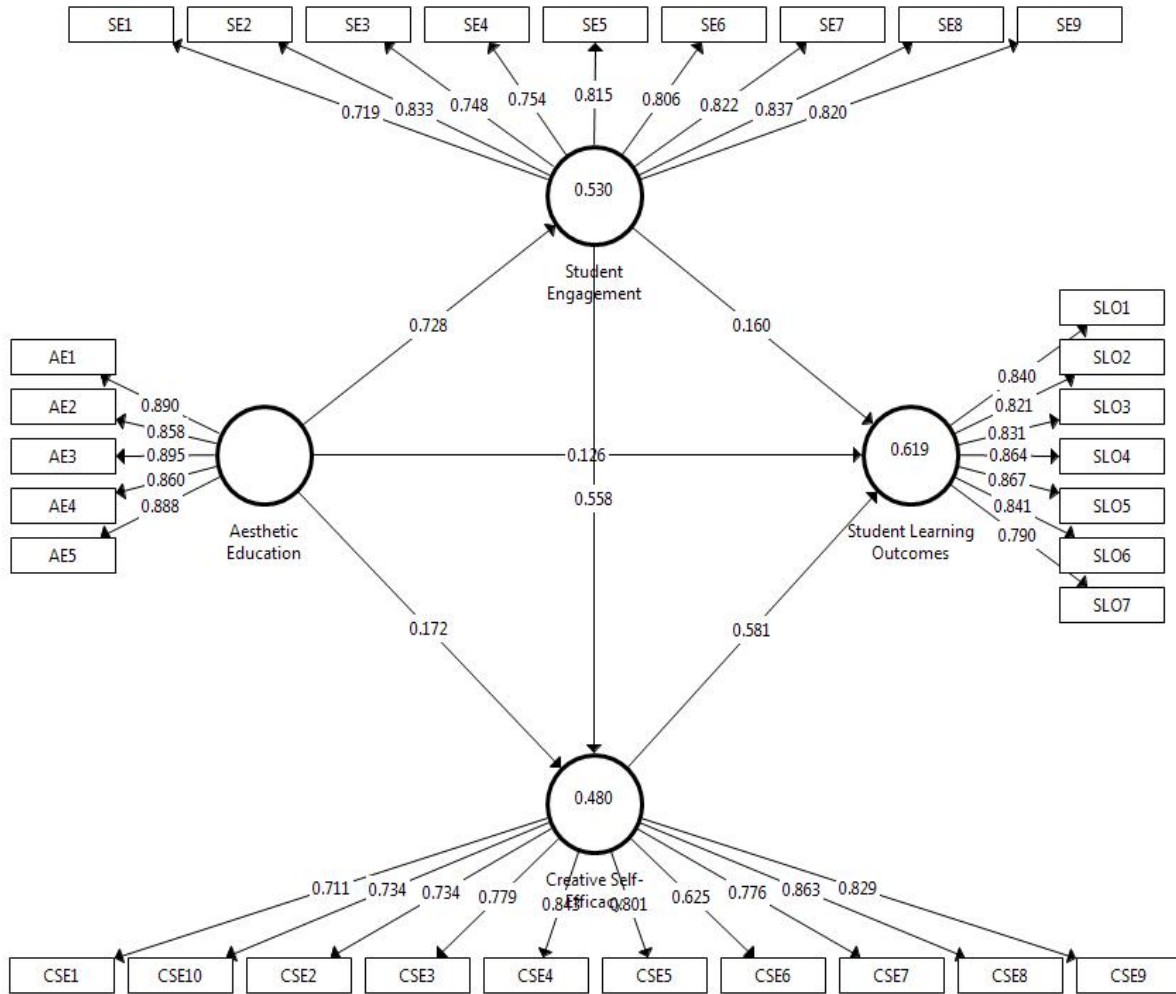 SE1 SE2 SE3 SE4 SE5 SE6 SE7 SE8 SE9
0.719 0.833 0.748 0.754 0.815 0.806 0.822 0.837 0.820
0.530
Student
Engagement
0.728
0.160
AE1
AE2
AE3
AE4
AE5
0.890
0.858
0.895
0.860
0.888
Aesthetic
Education
0.126
0.558
0.619
Student Learning
Outcomes
SLO1
SLO2
SLO3
SLO4
SLO5
SLO6
SLO7
0.840
0.821
0.831
0.864
0.867
0.841
0.790
0.172
0.581
0.480
Creative Self-
Efficacy
0.711 0.734 0.734 0.779 0.843 0.801 0.625 0.776 0.863 0.829
CSE1 CSE10 CSE2 CSE3 CSE4 CSE5 CSE6 CSE7 CSE8 CSE9